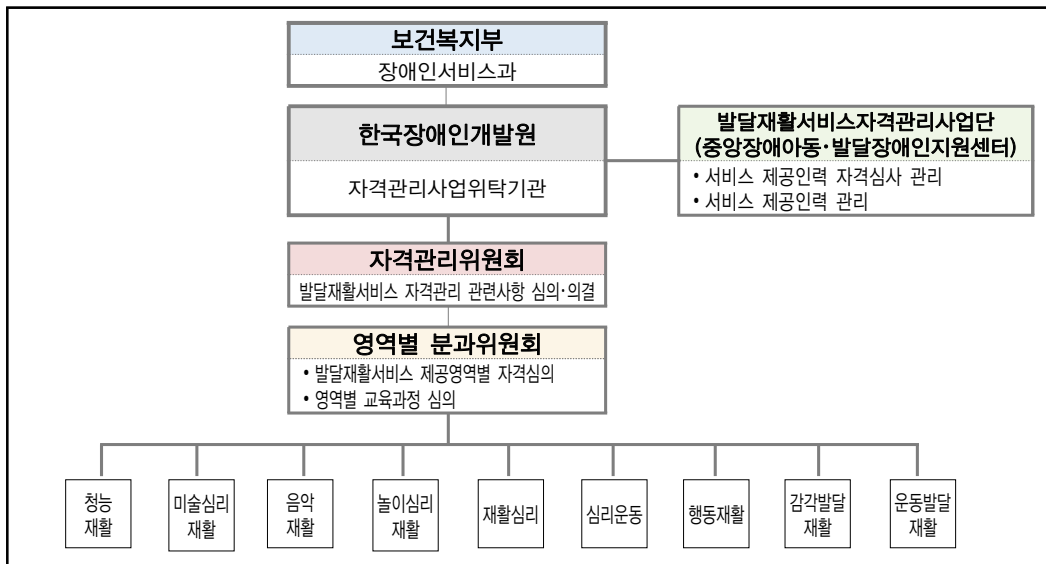 보건복지부
장애인서비스과
한국장애인개발원
자격관리사업위탁기관
발달재활서비스자격관리사업단
(중앙장애아동·발달장애인지원센터)
• 서비스 제공인력 자격심사 관리
• 서비스 제공인력 관리
자격관리위원회
발달재활서비스 자격관리 관련사항 심의·의결
영역별 분과위원회
• 발달재활서비스 제공영역별 자격심의
• 영역별 교육과정 심의
청능
재활
미술심리
재활
음악
재활
놀이심리
재활
재활심리
심리운동
행동재활
감각발달
재활
운동발달
재활